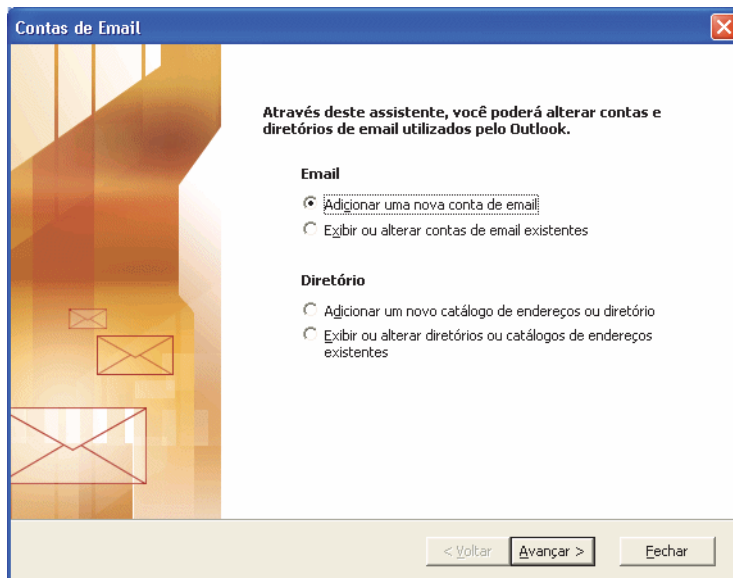 Contas de Email
Através deste assistente, você poderá alterar contas e
diretórios de email utilizados pelo Outlook.
Email
Adicionar uma nova conta de email
Exibir ou alterar contas de email existentes
Diretório
Adicionar um novo catálogo de endereços ou diretório
Exibir ou alterar diretórios ou catálogos de endereços
existentes
< Voltar Avançar > Fechar